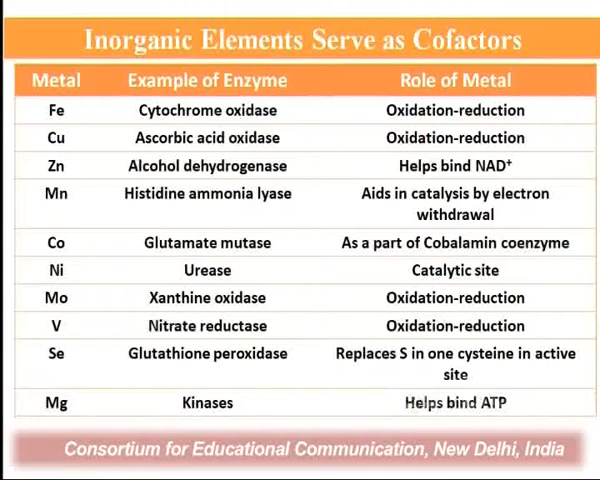 Inorganic Elements Serve as Cofactors
Metal Example of Enzyme Role of Metal
Fe Cytochrome oxidase Oxidation-reduction
Cu Ascorbic acid oxidase Oxidation-reduction
Zn Alcohol dehydrogenase Helps bind NAD⁺
Mn Histidine ammonia lyase Aids in catalysis by electron
withdrawal
Co Glutamate mutase As a part of Cobalamin coenzyme
Ni Urease Catalytic site
Mo Xanthine oxidase Oxidation-reduction
V Nitrate reductase Oxidation-reduction
Se Glutathione peroxidase Replaces S in one cysteine in active
site
Mg Kinases Helps bind ATP
Consortium for Educational Communication, New Delhi, India